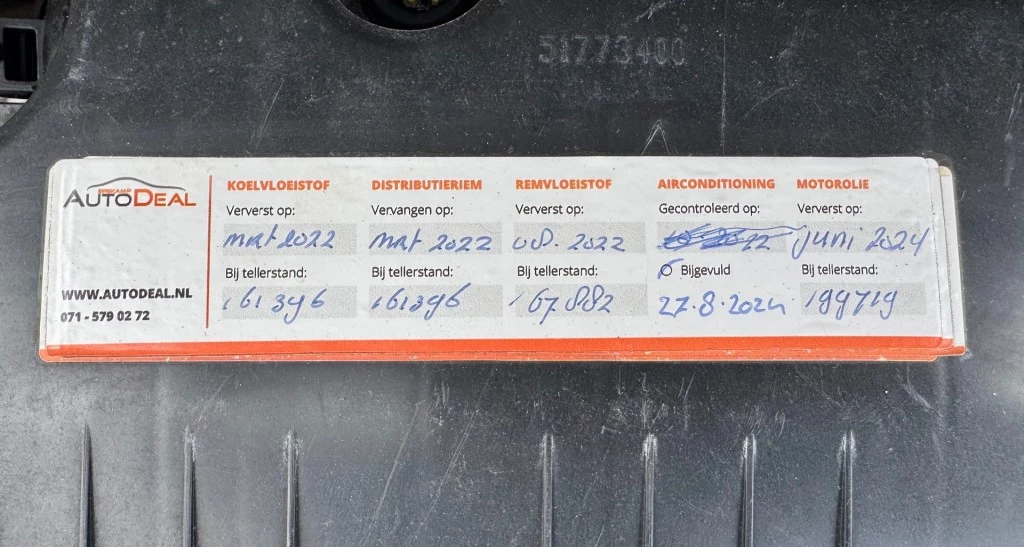 51773400
AUTODEAL
WWW.AUTODEAL.NL
071 - 579 02 72
KOELVLOEISTOF
Ververst op:
mrt 2022
Bij tellerstand:
161396
DISTRIBUTIERIEM
Vervangen op:
mrt 2022
Bij tellerstand:
161396
REMVLOEISTOF
Ververst op:
08. 2022
Bij tellerstand:
167.882
AIRCONDITIONING
Gecontroleerd op:
Bijgevuld
27.8.2024
MOTOROLIE
Ververst op:
juni 2024
Bij tellerstand:
199719